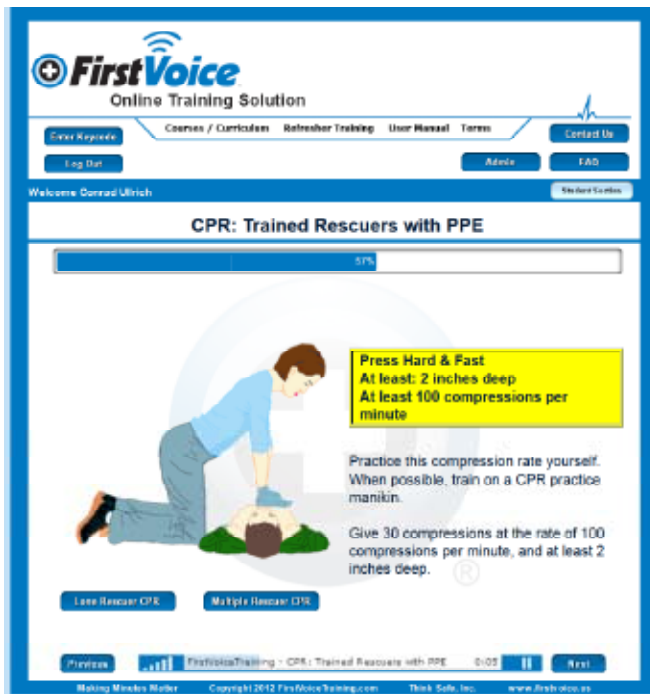 FirstVoice
Online Training Solution
Enter Keycode
Courses / Curriculum Refresher Training User Manual Terms
Contact Us
Log Out
Admin
FAQ
Welcome Conrad Ullrich
Student Section
CPR: Trained Rescuers with PPE
57%
Press Hard & Fast
At least: 2 inches deep
At least 100 compressions per
minute
Practice this compression rate yourself.
When possible, train on a CPR practice
manikin.
Give 30 compressions at the rate of 100
compressions per minute, and at least 2
inches deep.
®
Lone Rescuer CPR
Multiple Rescuer CPR
Previous
FirstVoiceTraining - CPR: Trained Rescuers with PPE 0:05
Next
Making Minutes Matter Copyright 2012 FirstVoiceTraining.com Think Safe, Inc. www.firstvoice.us